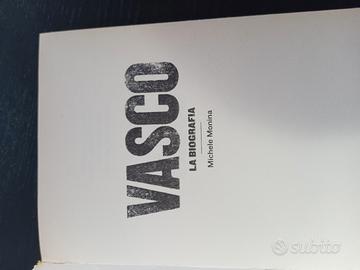 VASCO
LA BIOGRAFIA
Michele Monina
subito